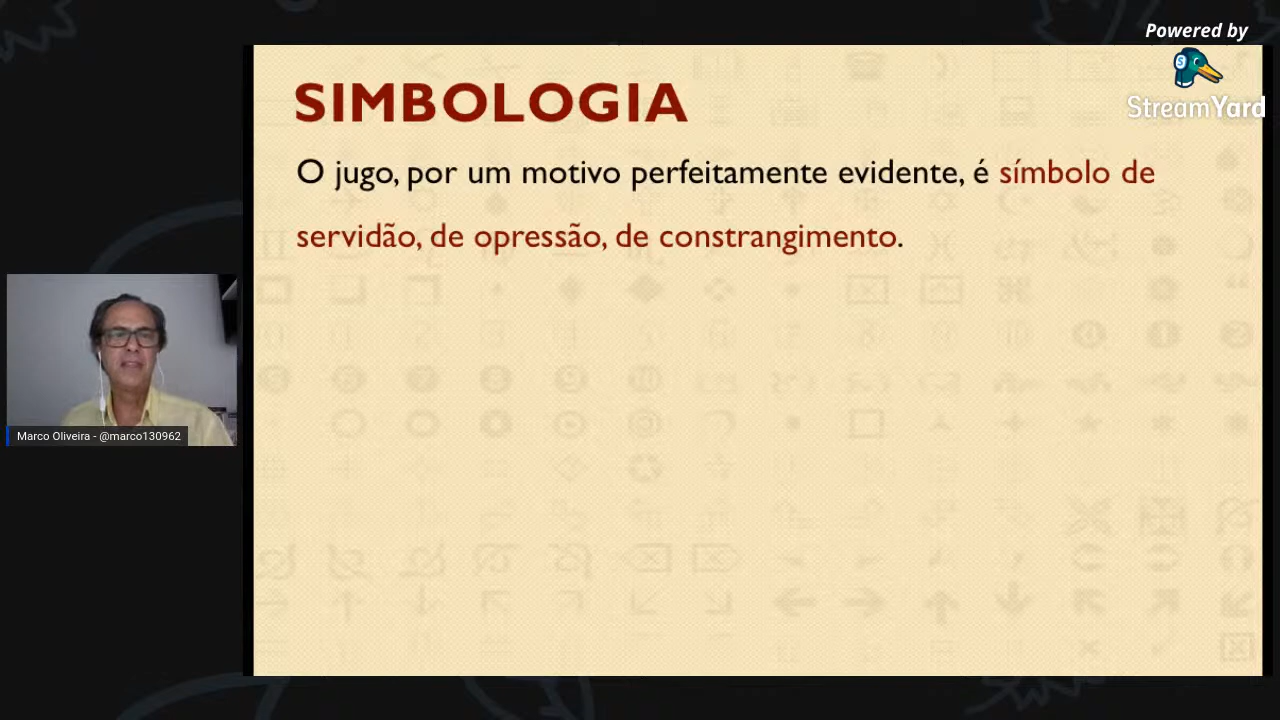 Powered by
StreamYard
SIMBOLOGIA
O jugo, por um motivo perfeitamente evidente, é símbolo de
servidão, de opressão, de constrangimento.
Marco Oliveira - @marco130962